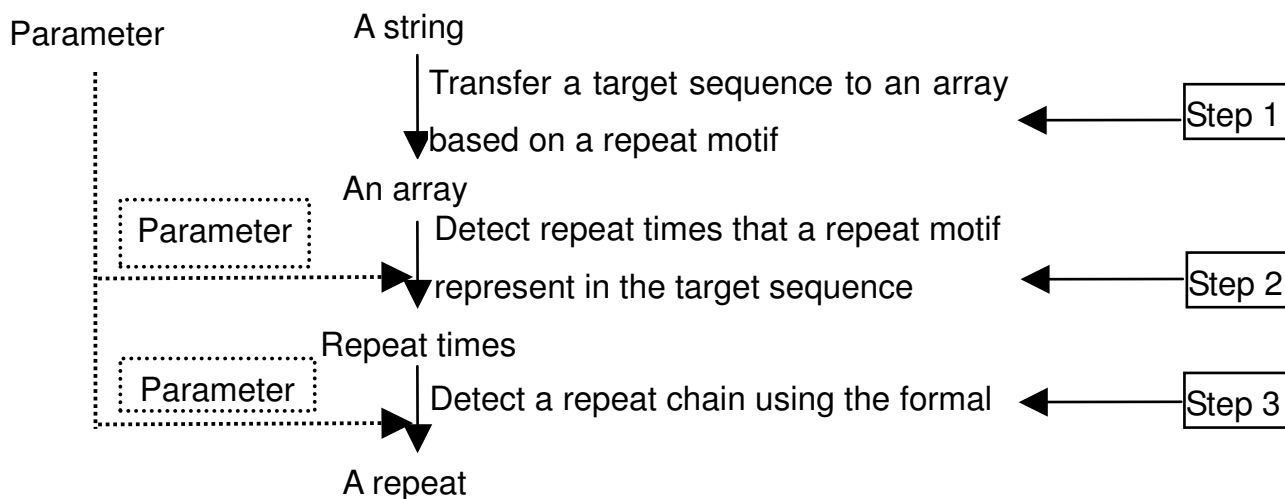 Parameter
A string
Transfer a target sequence to an array
based on a repeat motif
Step 1
An array
Parameter
Detect repeat times that a repeat motif
represent in the target sequence
Step 2
Repeat times
Parameter
Detect a repeat chain using the formal
Step 3
A repeat